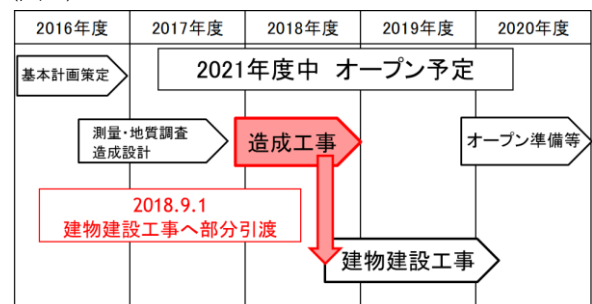 2016年度 2017年度 2018年度 2019年度 2020年度
基本計画策定
2021年度中 オープン予定
測量・地質調査
造成設計
造成工事
オープン準備等
2018.9.1
建物建設工事へ部分引渡
建物建設工事